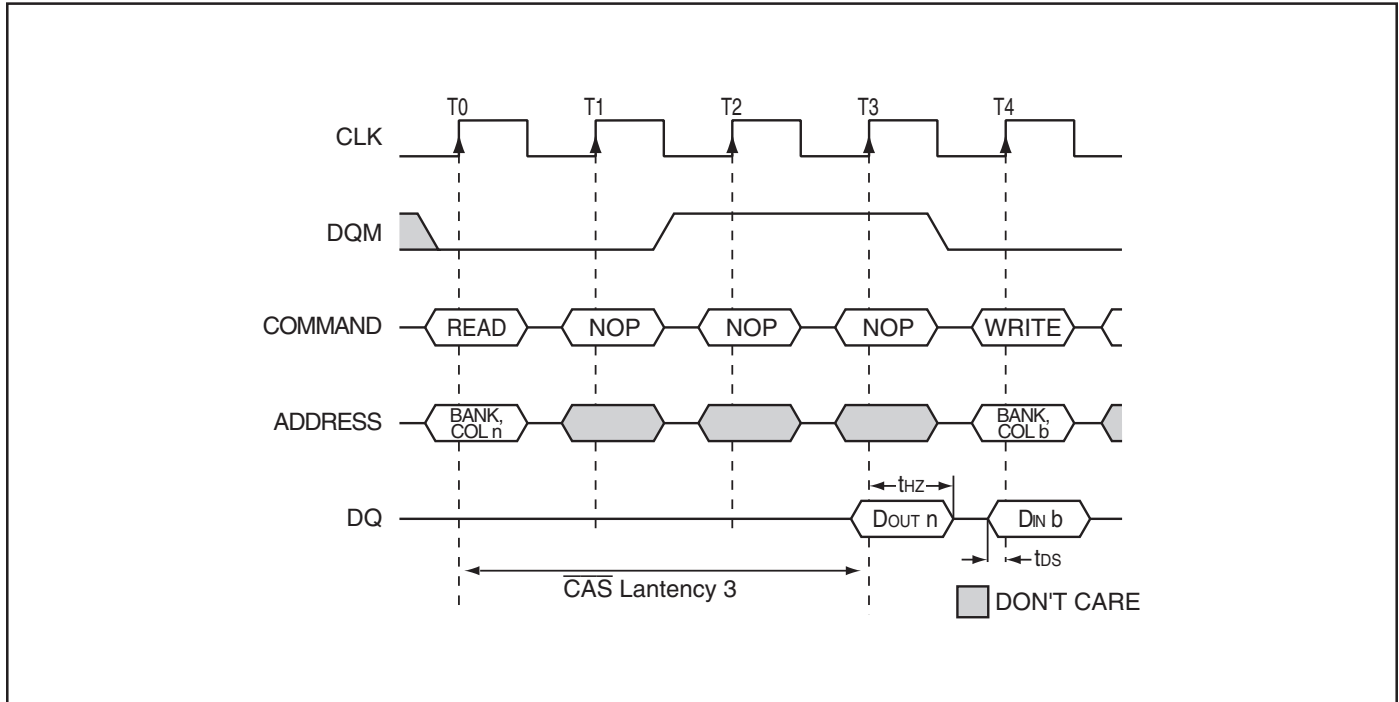 T0 T1 T2 T3 T4
CLK
DQM
COMMAND READ NOP NOP NOP WRITE
ADDRESS BANK, COL n BANK, COL b
tHZ
DQ DOUT n DIN b
tDS
CAS Lantency 3
DON'T CARE